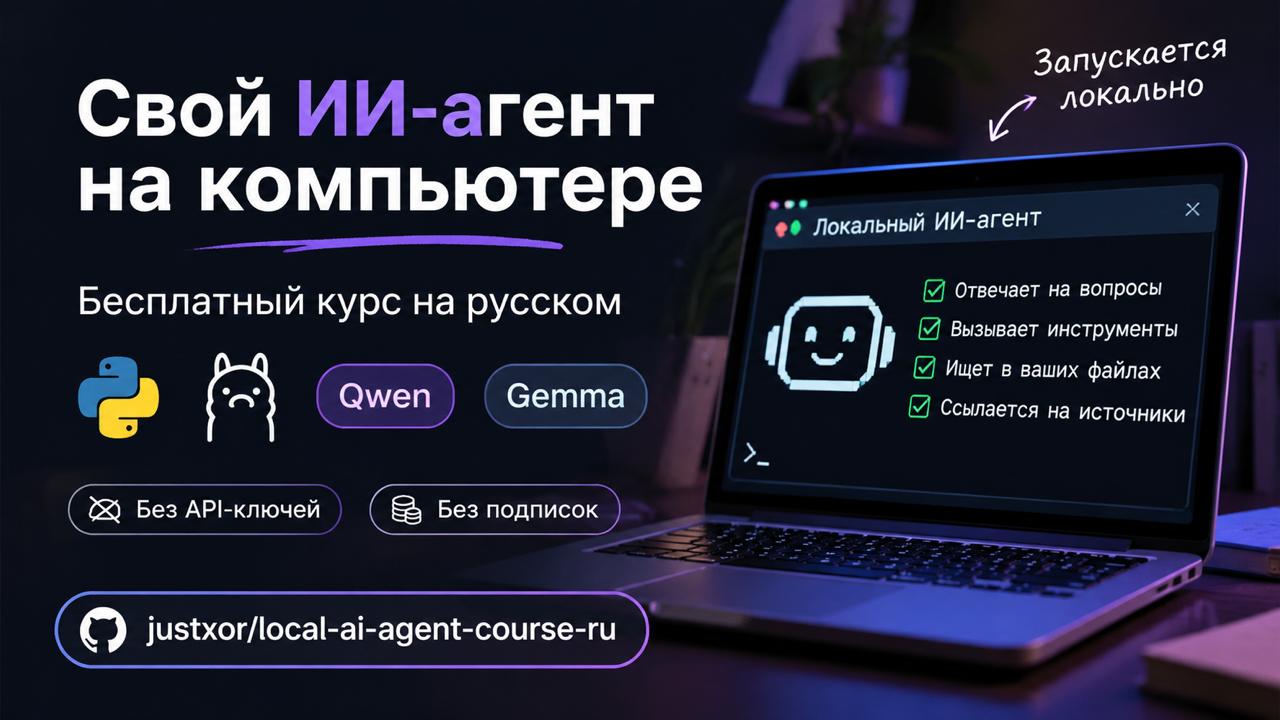 Свой ИИ-агент
на компьютере
Бесплатный курс на русском
Qwen
Gemma
Без API-ключей
Без подписок
justxor/local-ai-agent-course-ru
Запускается
локально
Локальный ИИ-агент
Отвечает на вопросы
Вызывает инструменты
Ищет в ваших файлах
Ссылается на источники
>_